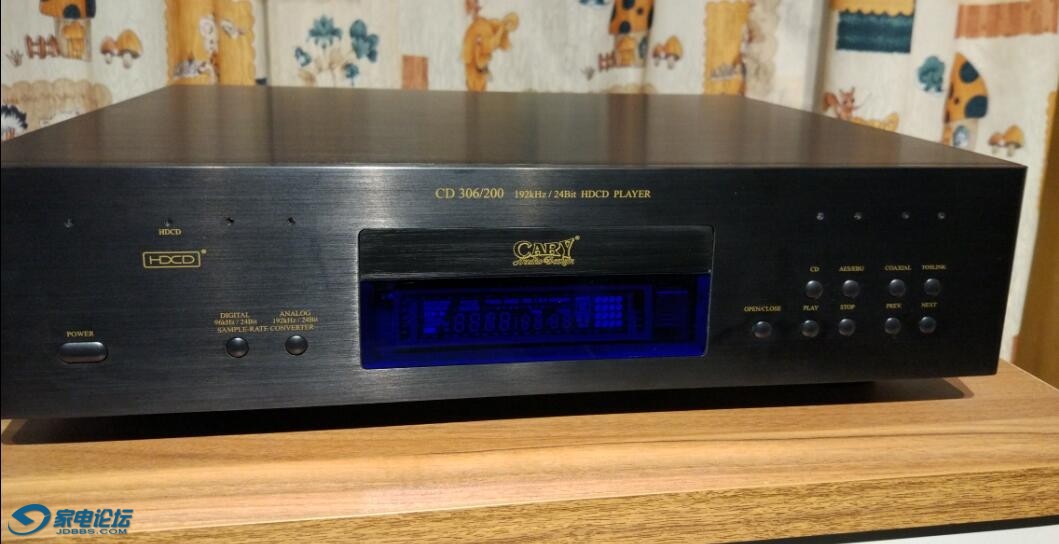 CD 306/200 192kHz / 24Bit HDCD PLAYER
HDCD
HDCD
CARY
Audio Design
POWER
DIGITAL
96kHz / 24Bit
ANALOG
192kHz / 24Bit
SAMPLE-RATE CONVERTER
CD AES/EBU COAXIAL TOSLINK
OPEN/CLOSE PLAY STOP PREV. NEXT
家电论坛
JDBBS.COM